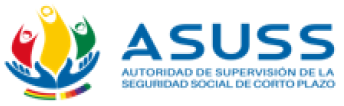 ASUSS
AUTORIDAD DE SUPERVISIÓN DE LA
SEGURIDAD SOCIAL DE CORTO PLAZO